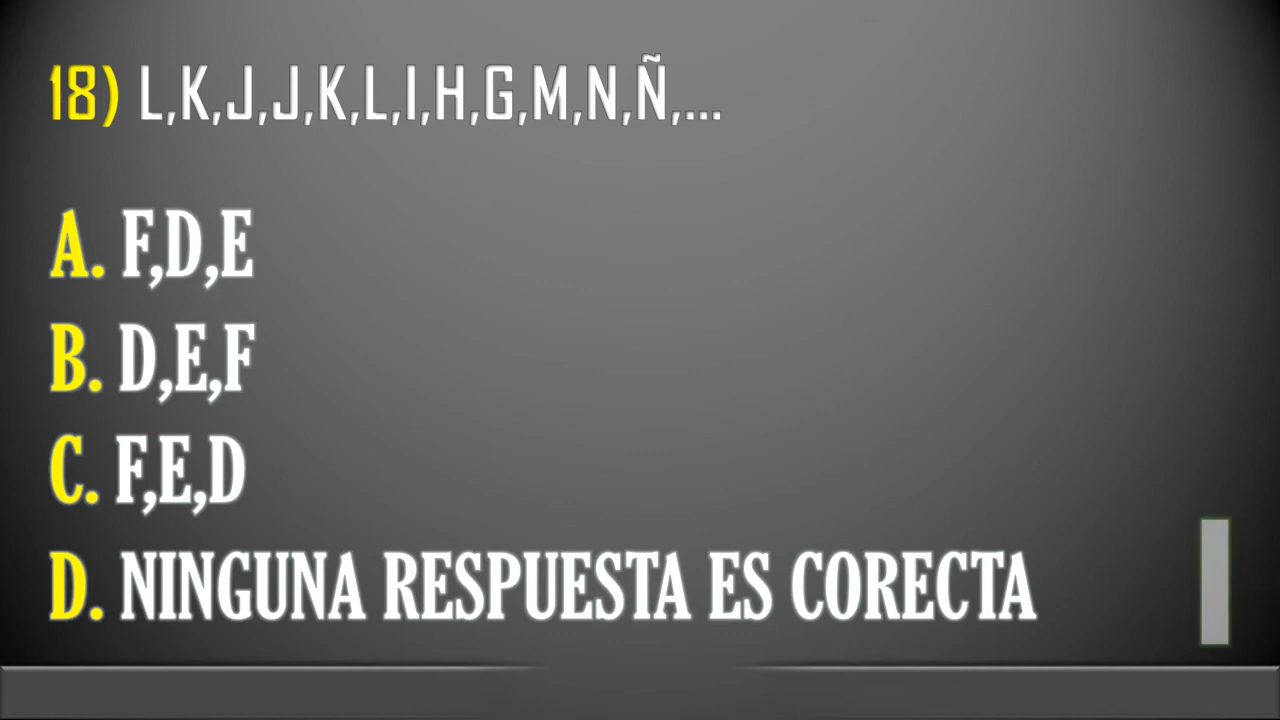 18) L,K,J,J,K,L,I,H,G,M,N,Ñ,...
A. F,D,E
B. D,E,F
C. F,E,D
D. NINGUNA RESPUESTA ES CORECTA